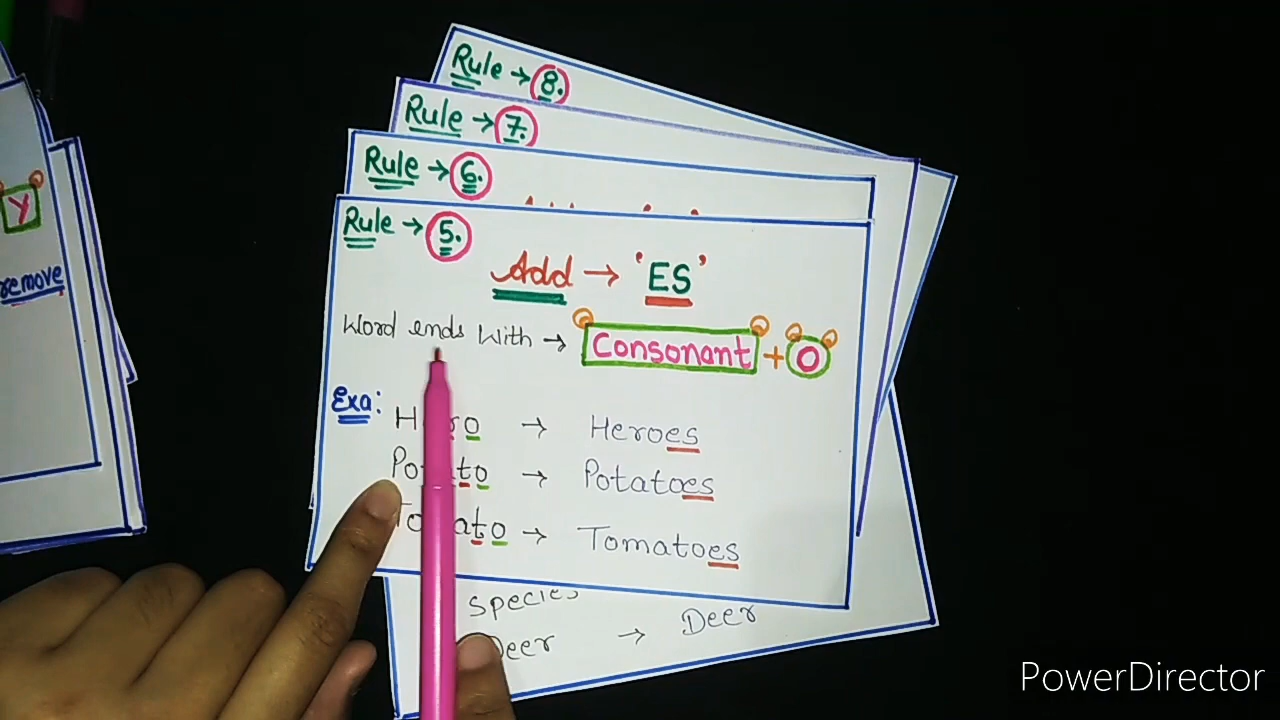 Rule → 8.
Rule → 7.
Rule → 6.
Rule → 5.
Add → 'ES'
Word ends With → Consonant + O
Exa:
→ Heroes
→ Potatoes
→ Tomatoes
Species
Deer → Deer
Y
remove
PowerDirector